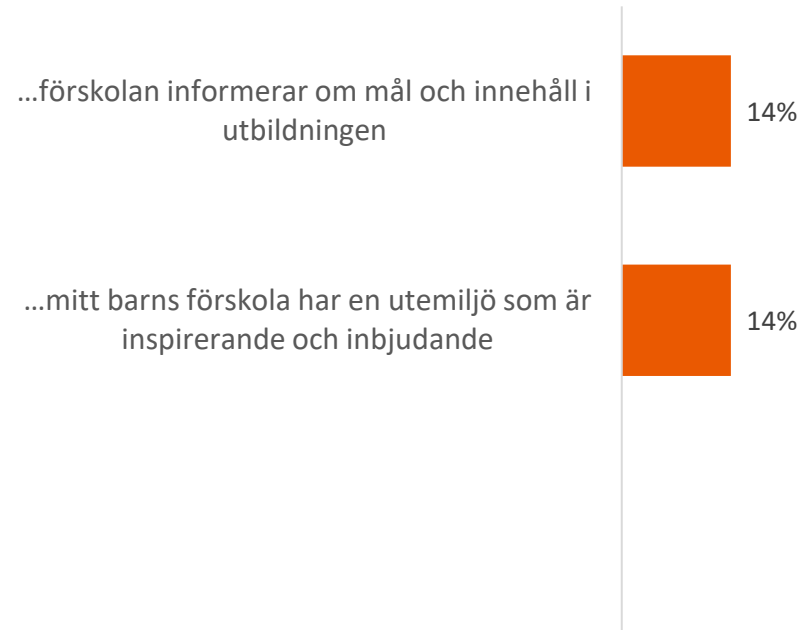 ...förskolan informerar om mål och innehåll i
utbildningen
14%
...mitt barns förskola har en utemiljö som är
inspirerande och inbjudande
14%